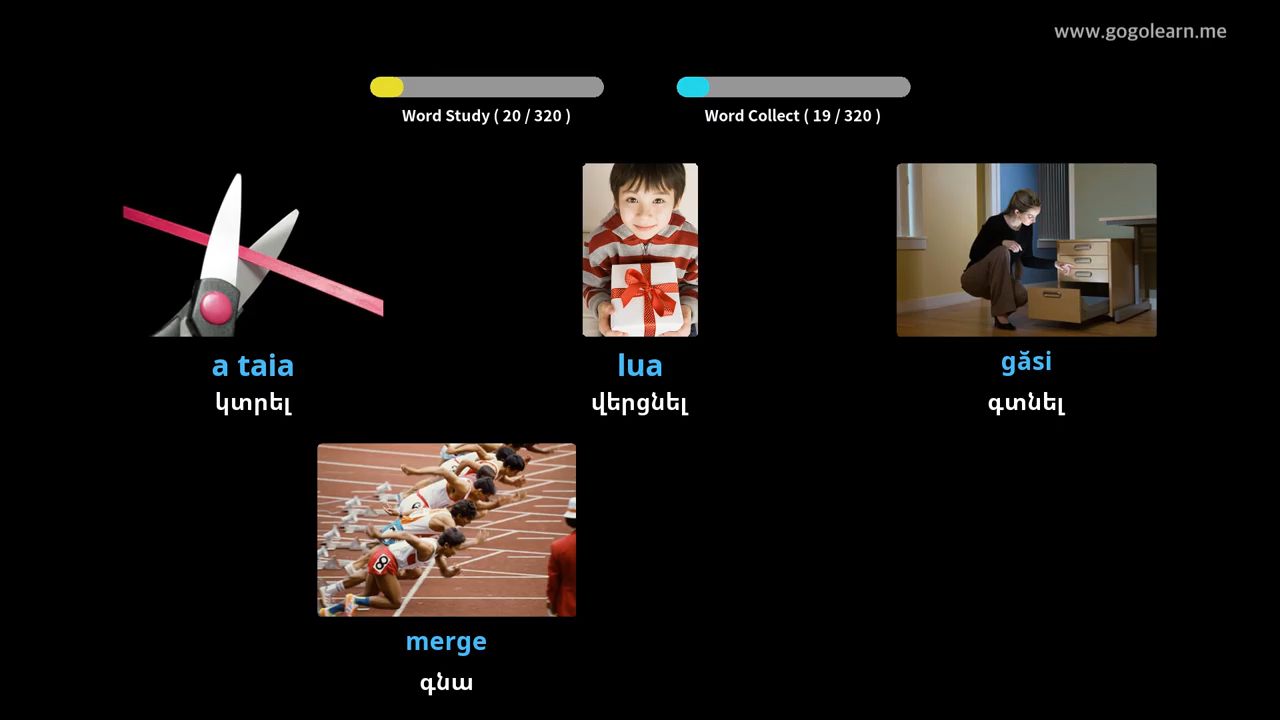 www.gogolearn.me
Word Study ( 20 / 320 )
Word Collect ( 19 / 320 )
a taia
lua
găsi
կտրել
վերցնել
գտնել
8
merge
գնա